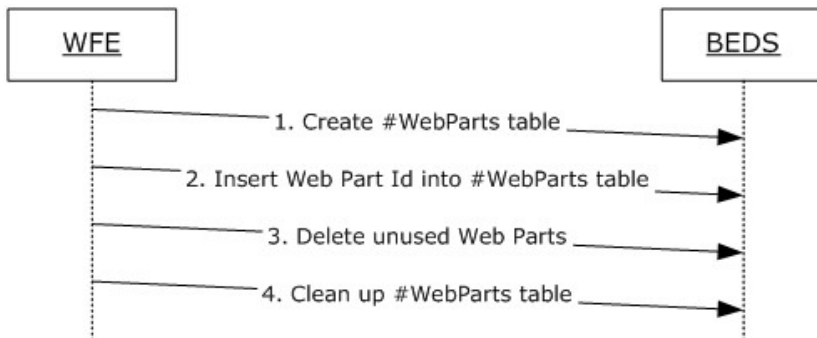 WFE
BEDS
1. Create #WebParts table
2. Insert Web Part Id into #WebParts table
3. Delete unused Web Parts
4. Clean up #WebParts table